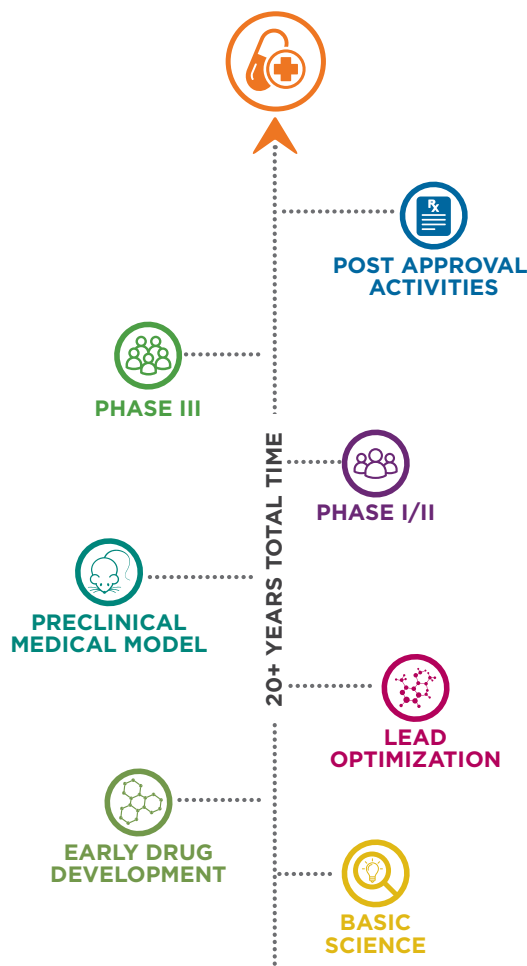 Rx
POST APPROVAL
ACTIVITIES
PHASE III
20+ YEARS TOTAL TIME
PHASE I/II
PRECLINICAL
MEDICAL MODEL
LEAD
OPTIMIZATION
EARLY DRUG
DEVELOPMENT
BASIC
SCIENCE